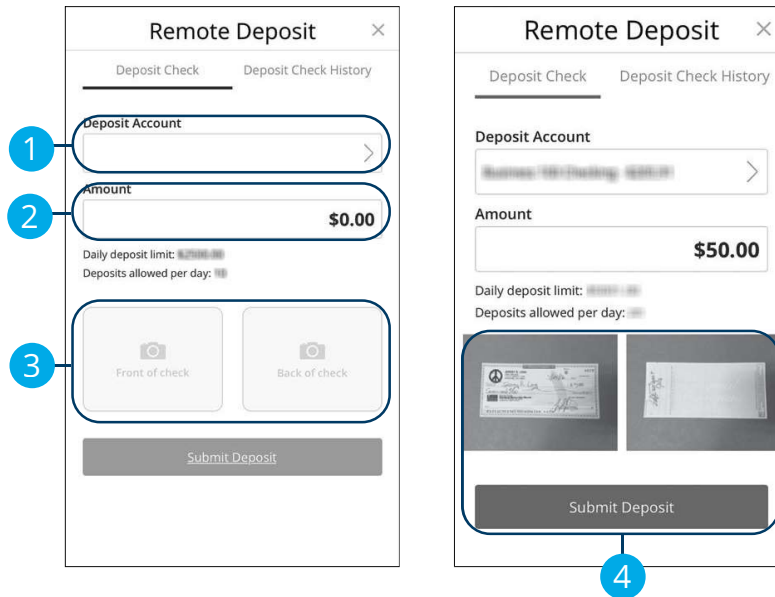 Remote Deposit
Deposit Check Deposit Check History
Deposit Account
1
Amount
2
$0.00
Daily deposit limit:
Deposits allowed per day:
3
Front of check Back of check
Submit Deposit
Remote Deposit
Deposit Check Deposit Check History
Deposit Account
Amount
$50.00
Daily deposit limit:
Deposits allowed per day:
Submit Deposit
4